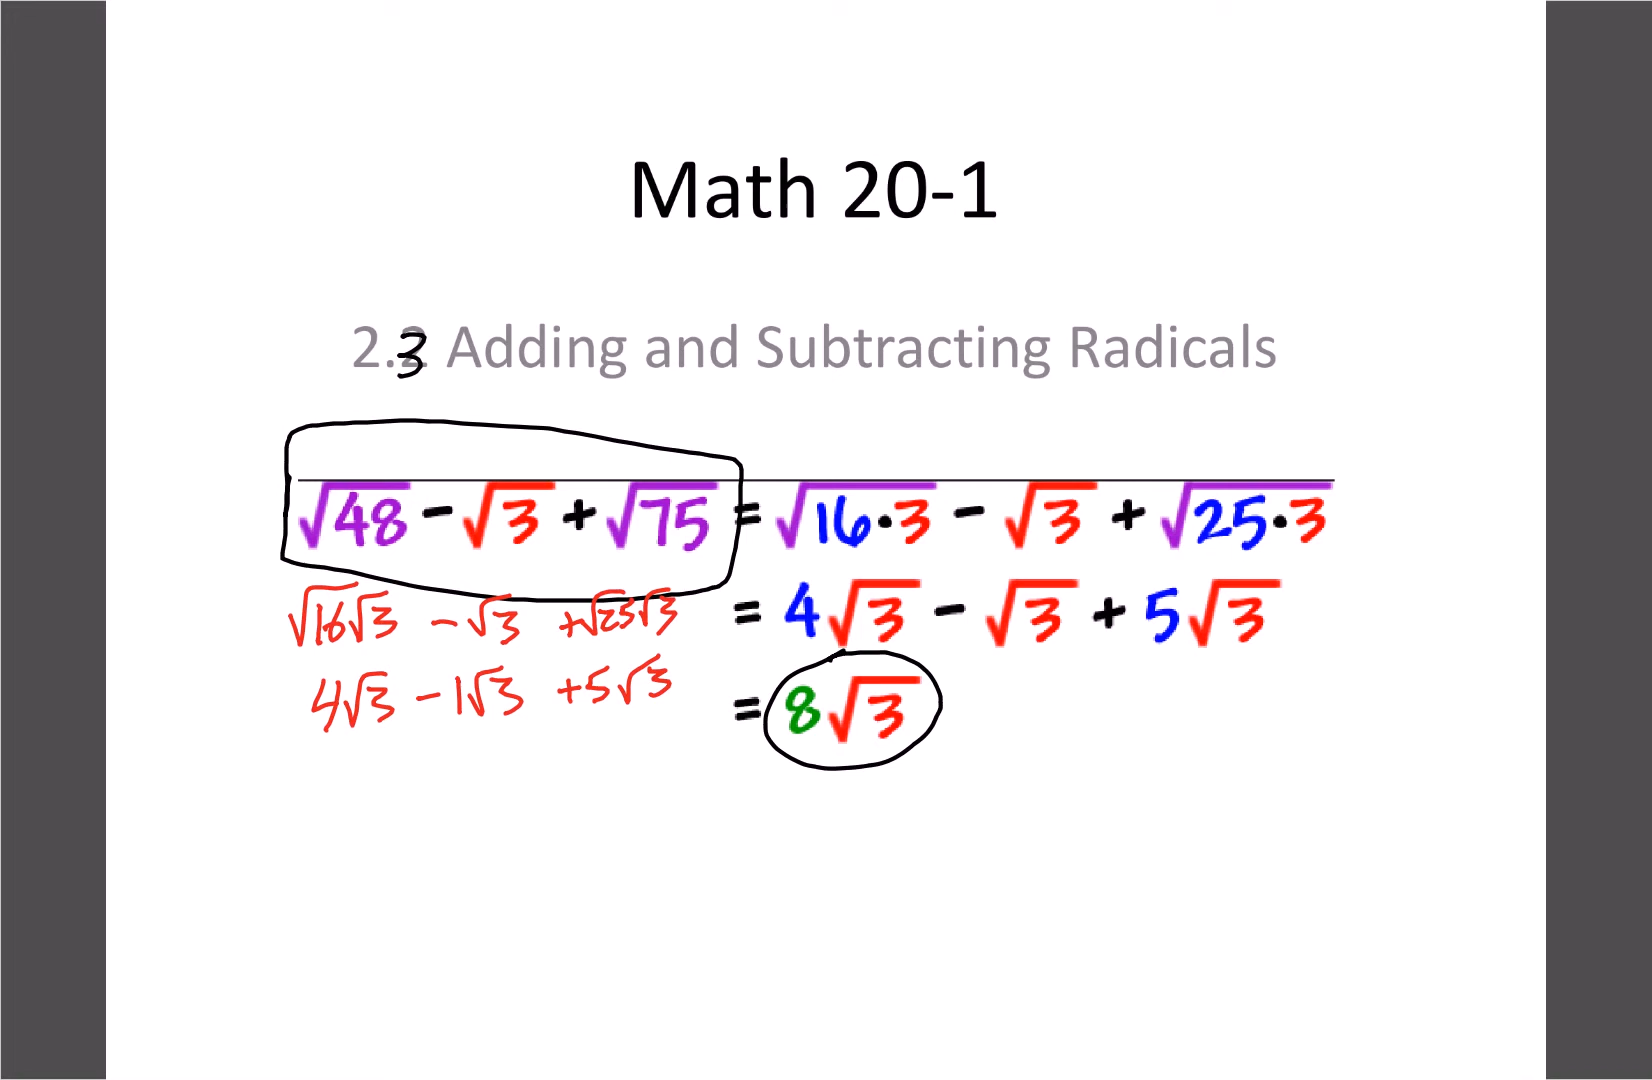 Math 20-1
2.3 Adding and Subtracting Radicals
√48 - √3 + √75 = √16•3 - √3 + √25•3
√16√3 - √3 +√25√3
= 4√3 - √3 + 5√3
4√3 - 1√3 +5√3
= 8√3